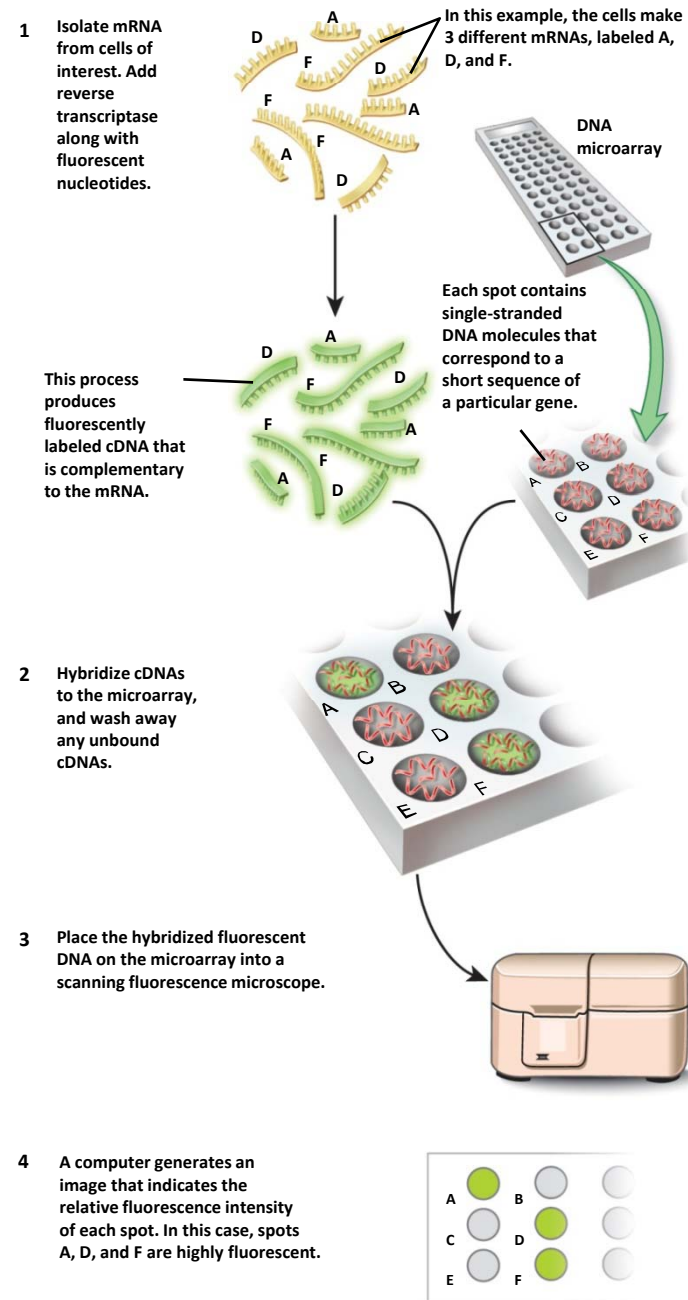 1 Isolate mRNA
from cells of
interest. Add
reverse
transcriptase
along with
fluorescent
nucleotides.
A
D
F
D
A
F
F
A
D
In this example, the cells make
3 different mRNAs, labeled A,
D, and F.
DNA
microarray
Each spot contains
single-stranded
DNA molecules that
correspond to a
short sequence of
a particular gene.
This process
produces
fluorescently
labeled cDNA that
is complementary
to the mRNA.
A
D
F
D
A
F
F
A
D
A
B
C
D
E
F
2 Hybridize cDNAs
to the microarray,
and wash away
any unbound
cDNAs.
A
B
C
D
E
F
3 Place the hybridized fluorescent
DNA on the microarray into a
scanning fluorescence microscope.
4 A computer generates an
image that indicates the
relative fluorescence intensity
of each spot. In this case, spots
A, D, and F are highly fluorescent.
A B
C D
E F